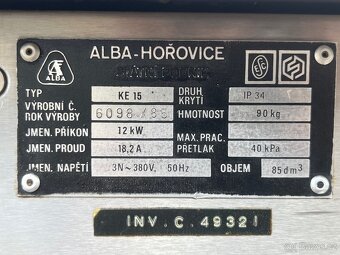 ALBA
ALBA-HOŘOVICE
TYP KE 15 DRUH KRYTÍ IP 34
VÝROBNÍ Č. ROK VÝROBY HMOTNOST 90 kg
JMEN. PŘÍKON 12 kW MAX. PRAC. PŘETLAK 40 kPa
JMEN. PROUD 18,2 A
JMEN. NAPĚTÍ 3N~380V, 50Hz OBJEM 85 dm³
INV. C. 4932